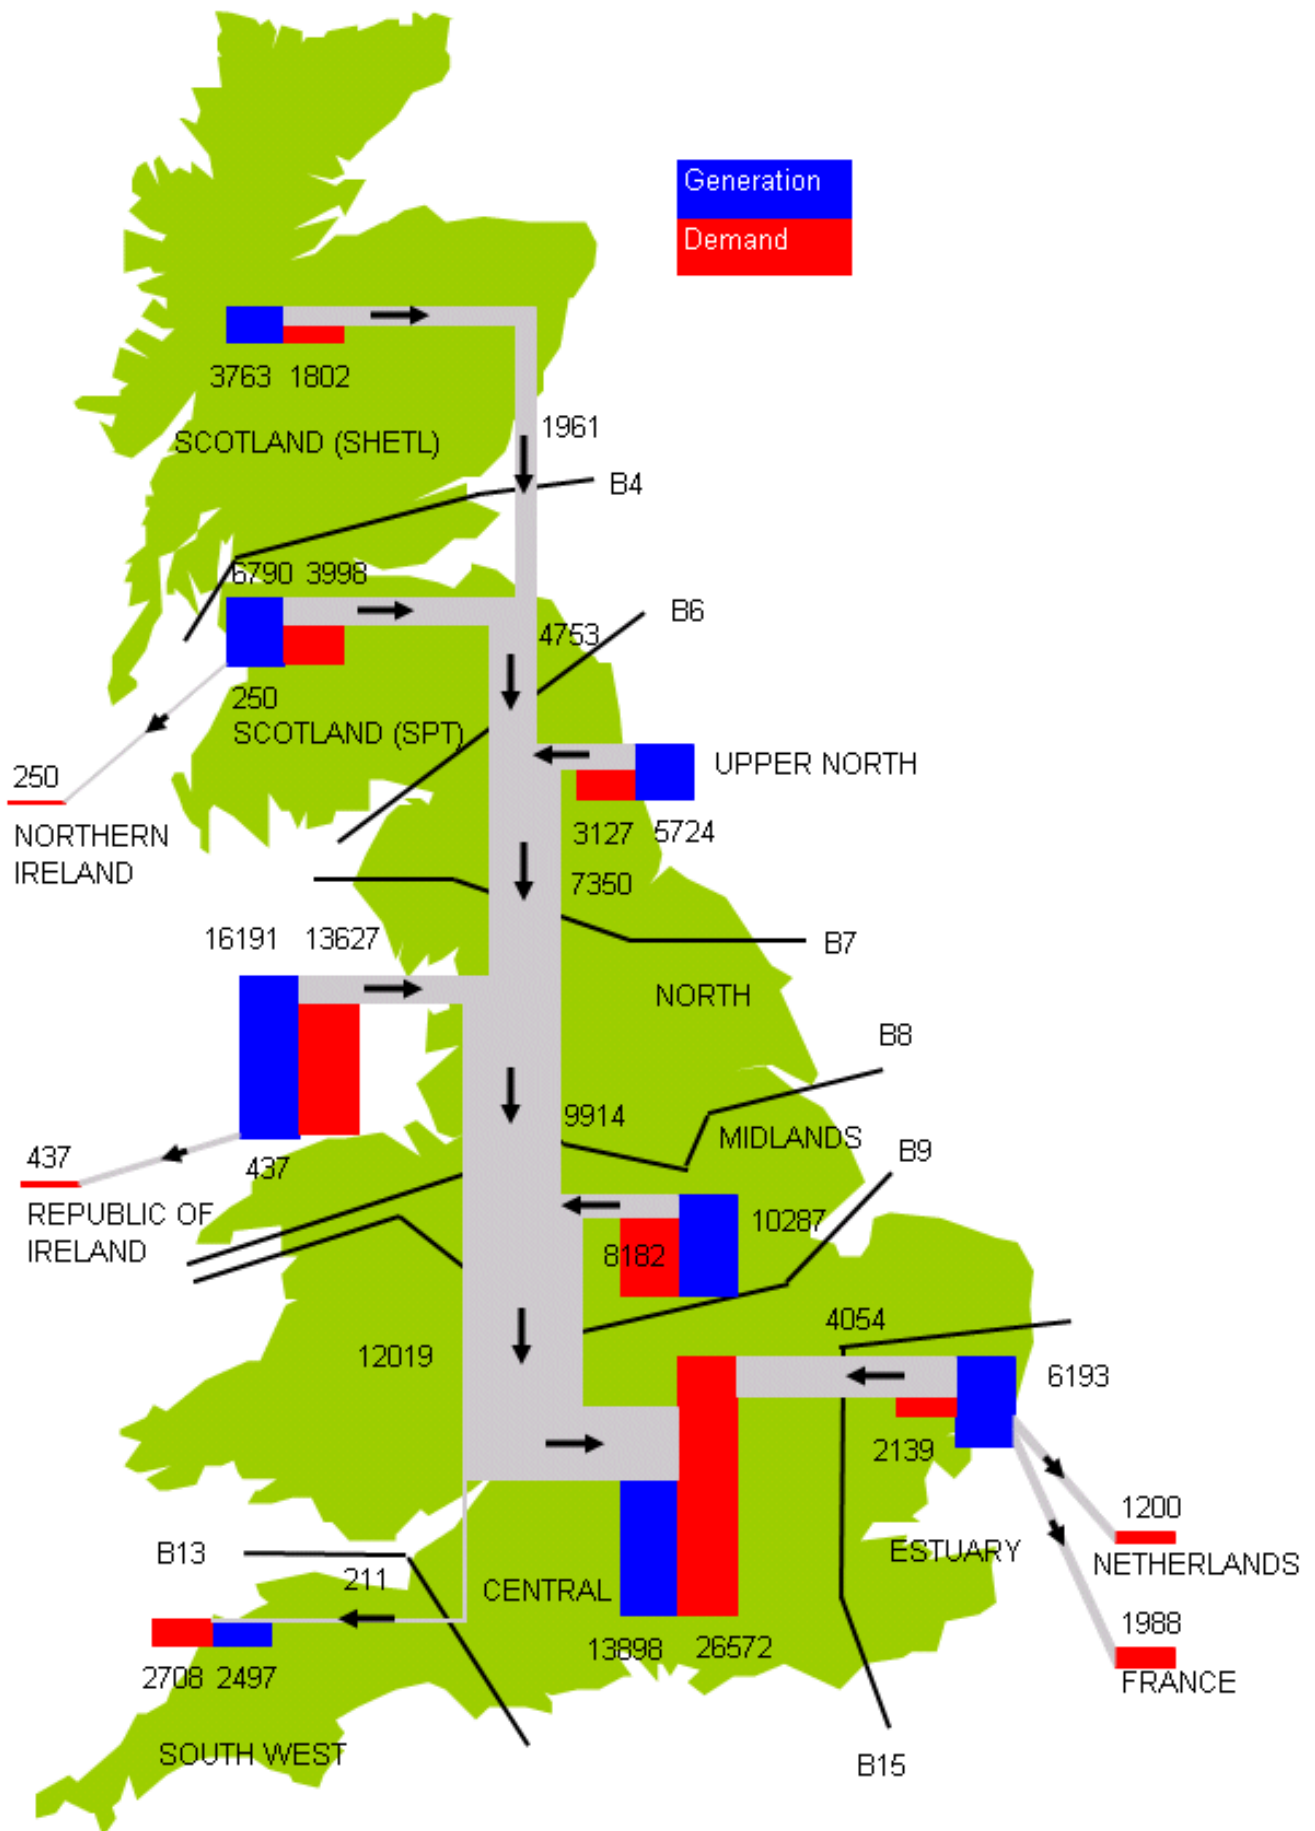 Generation
Demand
3763 1802
SCOTLAND (SHETL)
1961
B4
6790 3998
B6
4753
250
SCOTLAND (SPT)
250
NORTHERN
IRELAND
UPPER NORTH
3127 5724
7350
16191 13627
B7
NORTH
B8
9914
MIDLANDS
B9
437
437
REPUBLIC OF
IRELAND
10287
8182
4054
12019
6193
2139
1200
NETHERLANDS
ESTUARY
B13
211
CENTRAL
1988
FRANCE
13898 26572
2708 2497
SOUTH WEST
B15